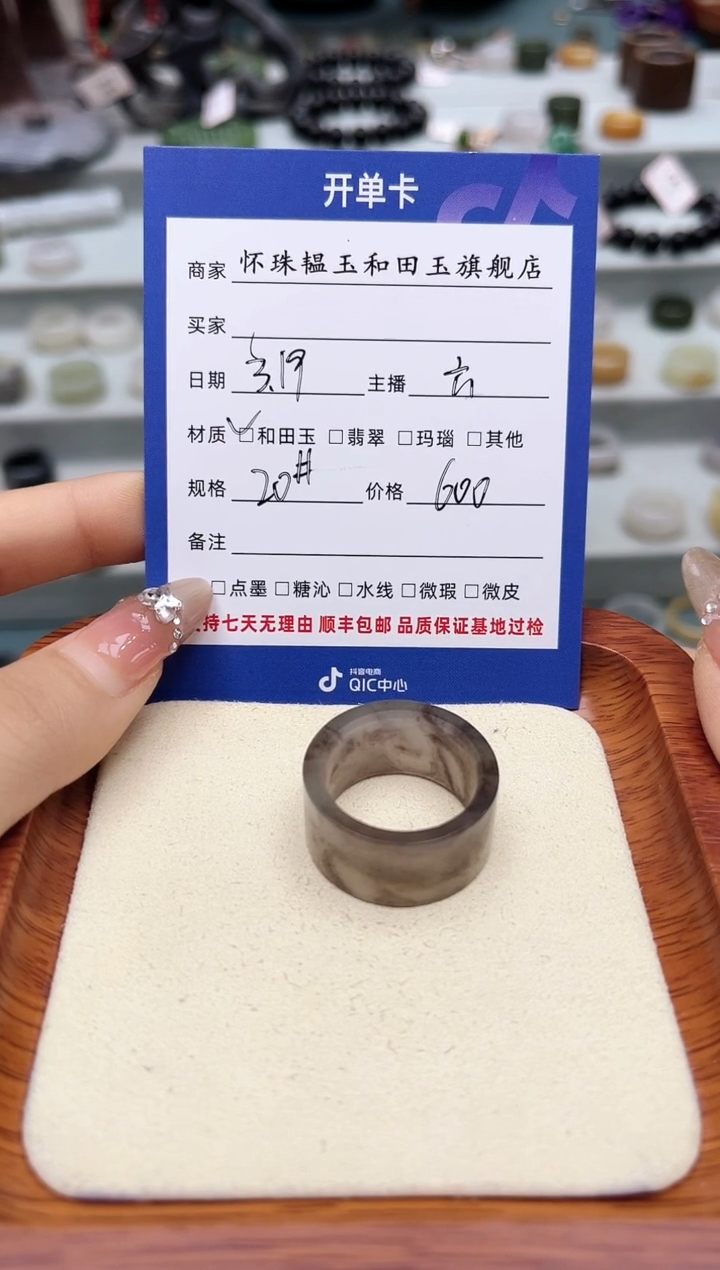 开单卡
商家 怀珠韫玉和田玉旗舰店
买家
日期 3.19 主播 六
材质 ☑和田玉 □翡翠 □玛瑙 □其他
规格 20# 价格 600
备注
□点墨 □糖沁 □水线 □微瑕 □微皮
持七天无理由 顺丰包邮 品质保证基地过检
抖音电商
QIC中心